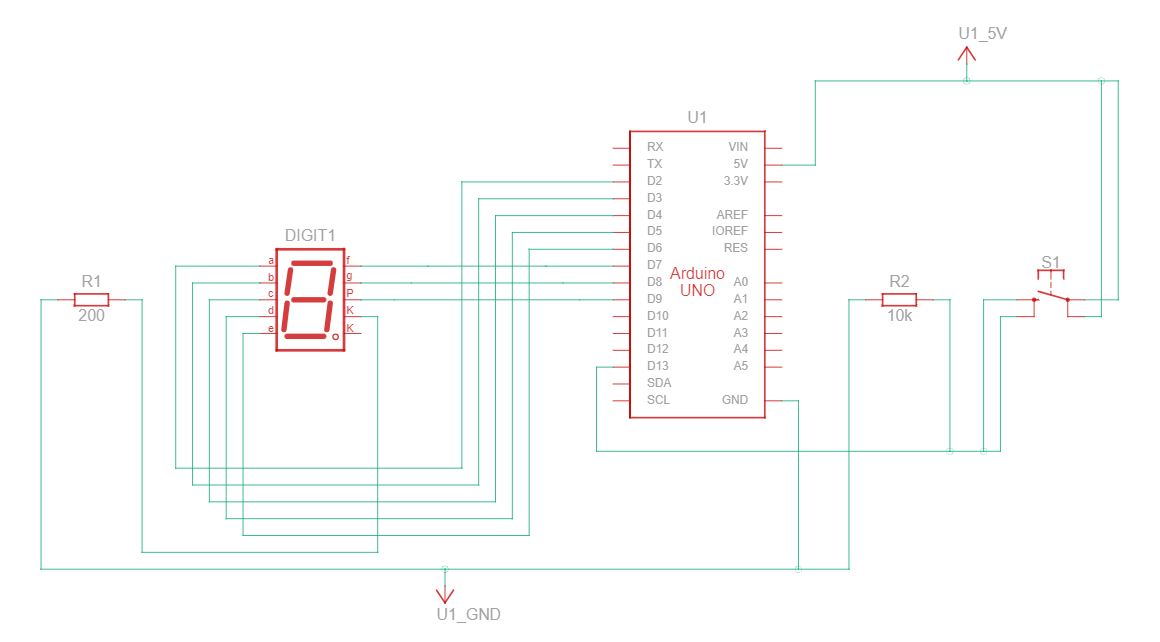 U1_5V
U1
RX VIN
TX 5V
D2 3.3V
D3
D4 AREF
D5 IOREF
D6 RES
D7
D8 A0
D9 A1
D10 A2
D11 A3
D12 A4
D13 A5
SDA
SCL GND
Arduino
UNO
DIGIT1
a f
b g
c P
d K
e K
R1
200
R2
10k
S1
U1_GND